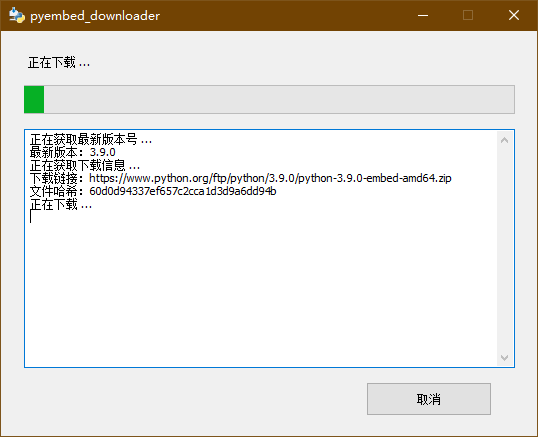 pyembed_downloader
正在下载 ...
正在获取最新版本号 ...
最新版本：3.9.0
正在获取下载信息 ...
下载链接：https://www.python.org/ftp/python/3.9.0/python-3.9.0-embed-amd64.zip
文件哈希：60d0d94337ef657c2cca1d3d9a6dd94b
正在下载 ...
取消